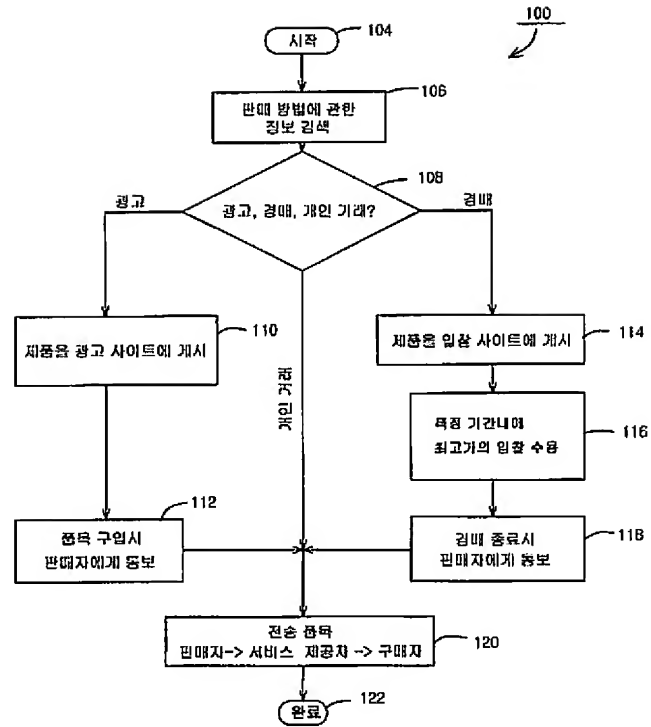 100
시작
104
106
판매 방법에 관한
정보 검색
108
광고
광고, 경매, 개인 거래?
경매
110
제품을 광고 사이트에 게시
개인 거래
제품을 입찰 사이트에 게시
114
특정 기간내에
최고가의 입찰 수용
116
112
품목 구입시
판매자에게 통보
경매 종료시
판매자에게 통보
118
전송 품목
판매자-> 서비스 제공자 -> 구매자
120
122
완료